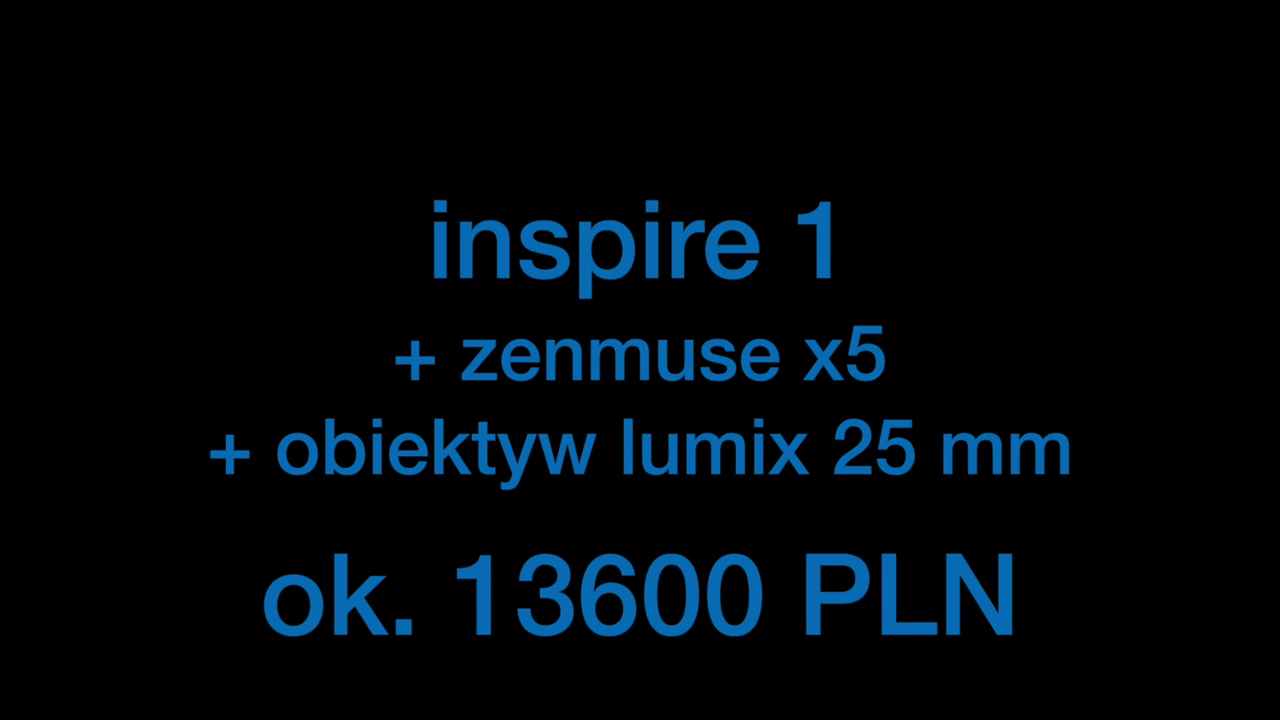 inspire 1
+ zenmuse x5
+ obiektyw lumix 25 mm
ok. 13600 PLN